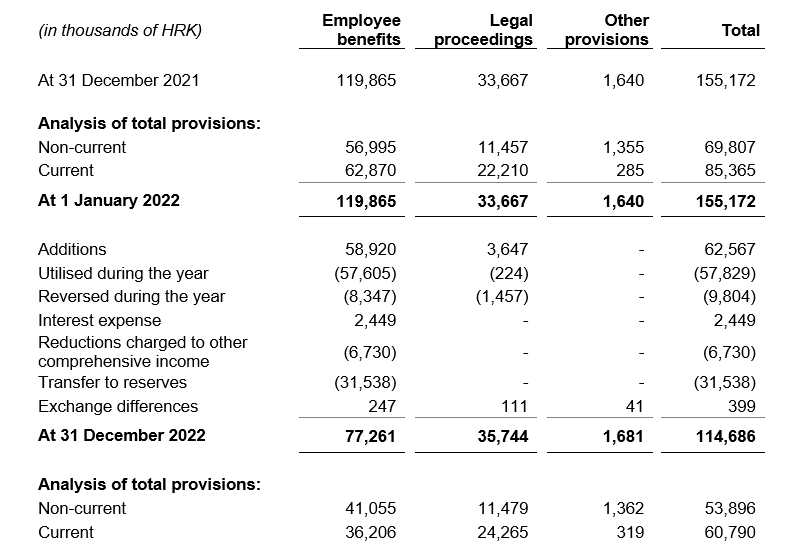 (in thousands of HRK) Employee benefits Legal proceedings Other provisions Total
At 31 December 2021 119,865 33,667 1,640 155,172
Analysis of total provisions:
Non-current 56,995 11,457 1,355 69,807
Current 62,870 22,210 285 85,365
At 1 January 2022 119,865 33,667 1,640 155,172
Additions 58,920 3,647 - 62,567
Utilised during the year (57,605) (224) - (57,829)
Reversed during the year (8,347) (1,457) - (9,804)
Interest expense 2,449 - - 2,449
Reductions charged to other
comprehensive income (6,730) - - (6,730)
Transfer to reserves (31,538) - - (31,538)
Exchange differences 247 111 41 399
At 31 December 2022 77,261 35,744 1,681 114,686
Analysis of total provisions:
Non-current 41,055 11,479 1,362 53,896
Current 36,206 24,265 319 60,790